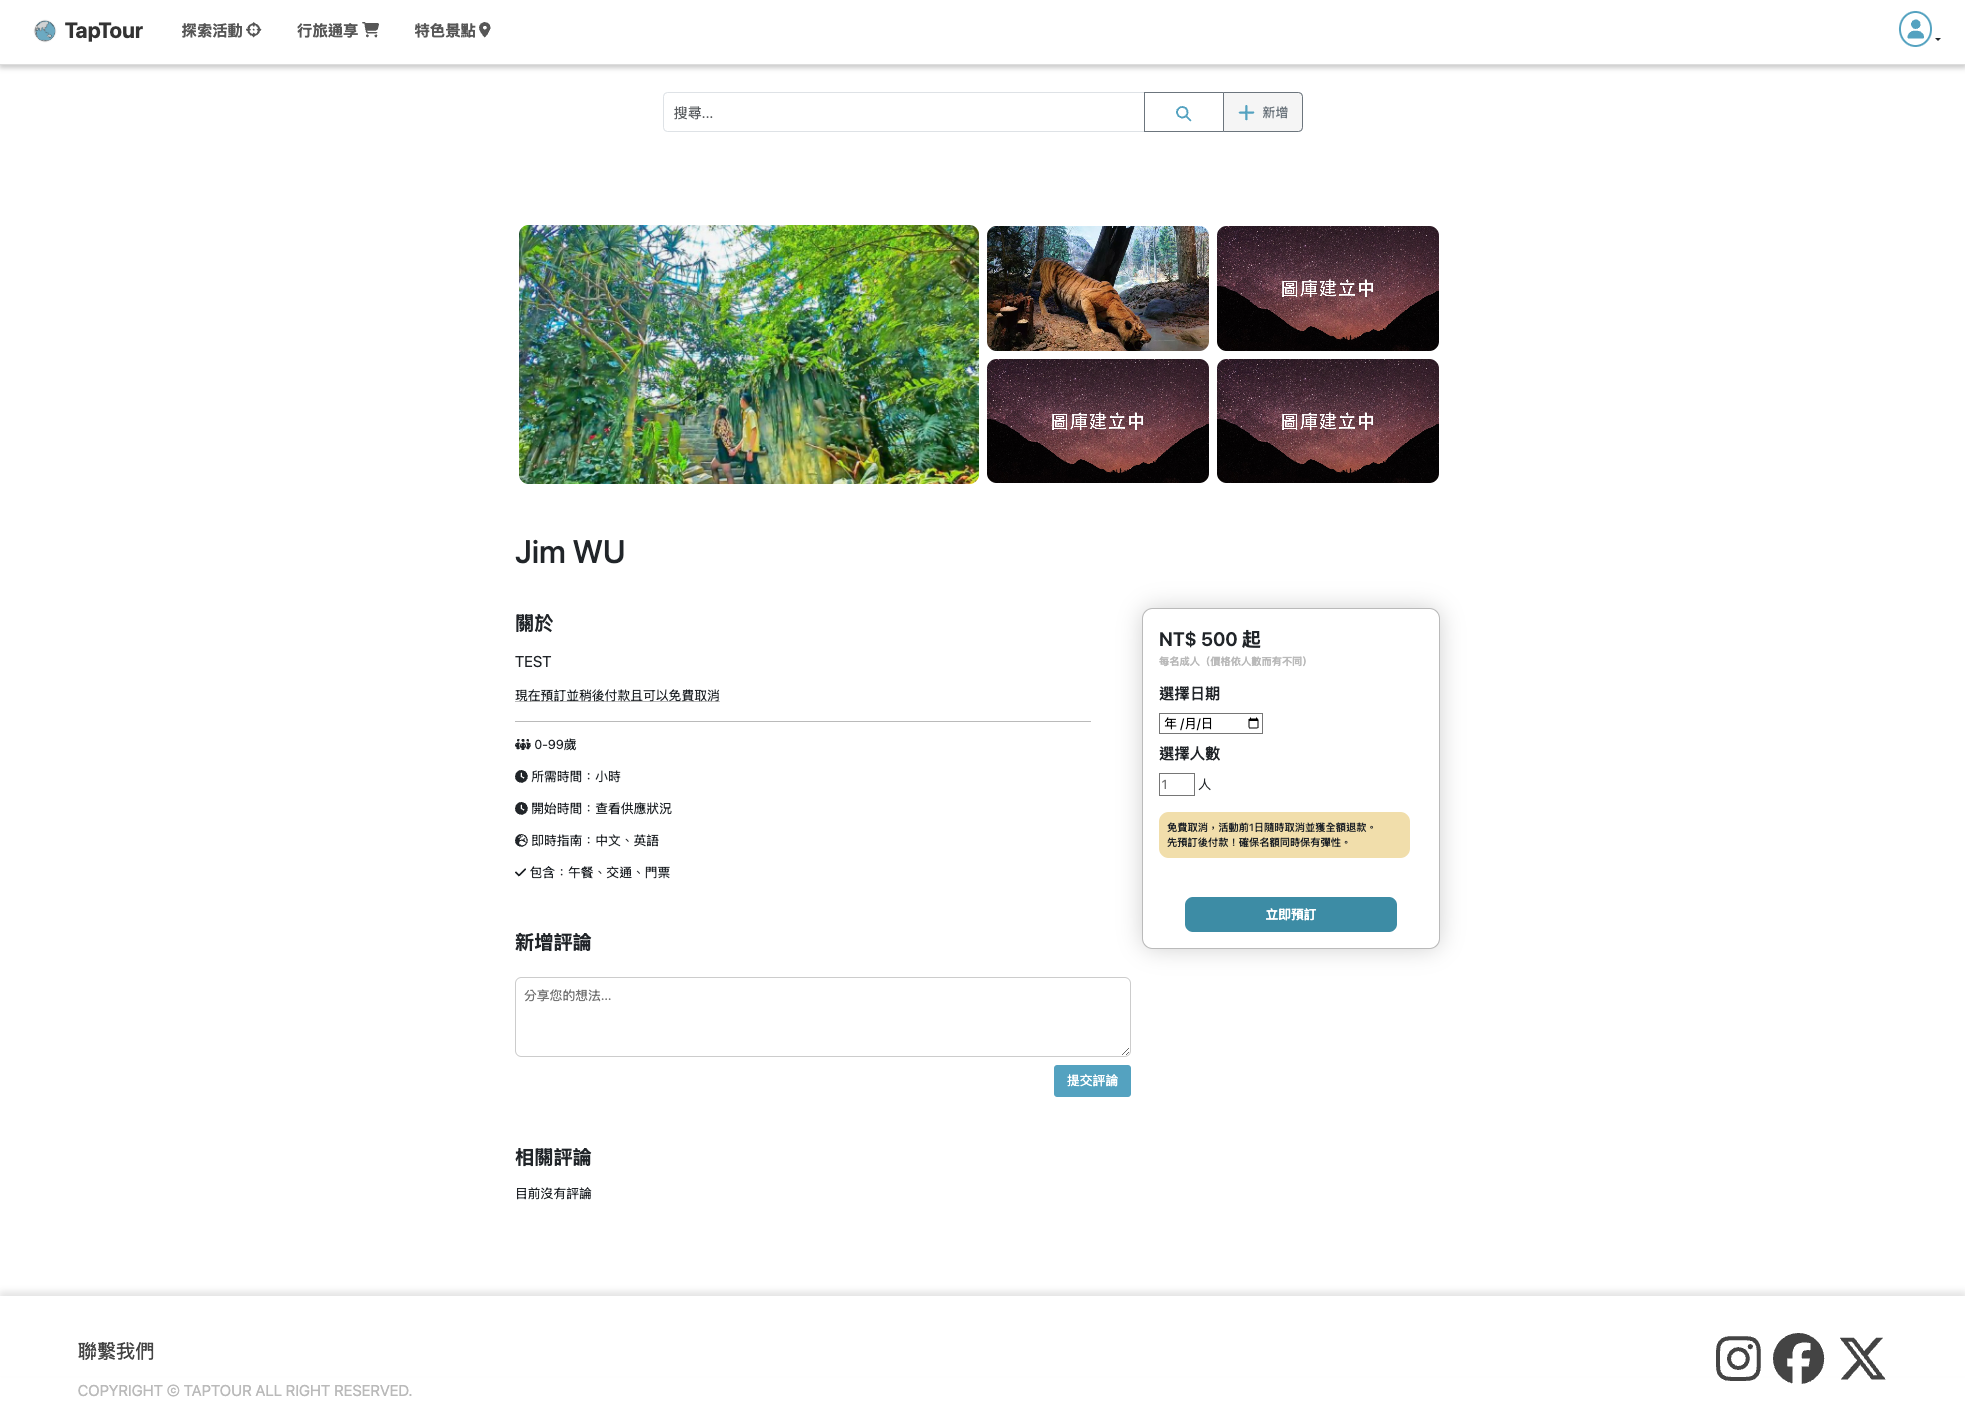 TapTour 探索活動 行旅通享 特色景點
搜尋...
新增
圖庫建立中
圖庫建立中
圖庫建立中
Jim WU
關於
TEST
現在預訂並稍後付款且可以免費取消
0-99歲
所需時間：小時
開始時間：查看供應狀況
即時指南：中文、英語
包含：午餐、交通、門票
NT$ 500 起
每名成人（價格依人數而有不同）
選擇日期
年 /月/日
選擇人數
1 人
免費取消，活動前1日隨時取消並獲全額退款。
先預訂後付款！確保名額同時保有彈性。
立即預訂
新增評論
分享您的想法...
提交評論
相關評論
目前沒有評論
聯繫我們
COPYRIGHT © TAPTOUR ALL RIGHT RESERVED.